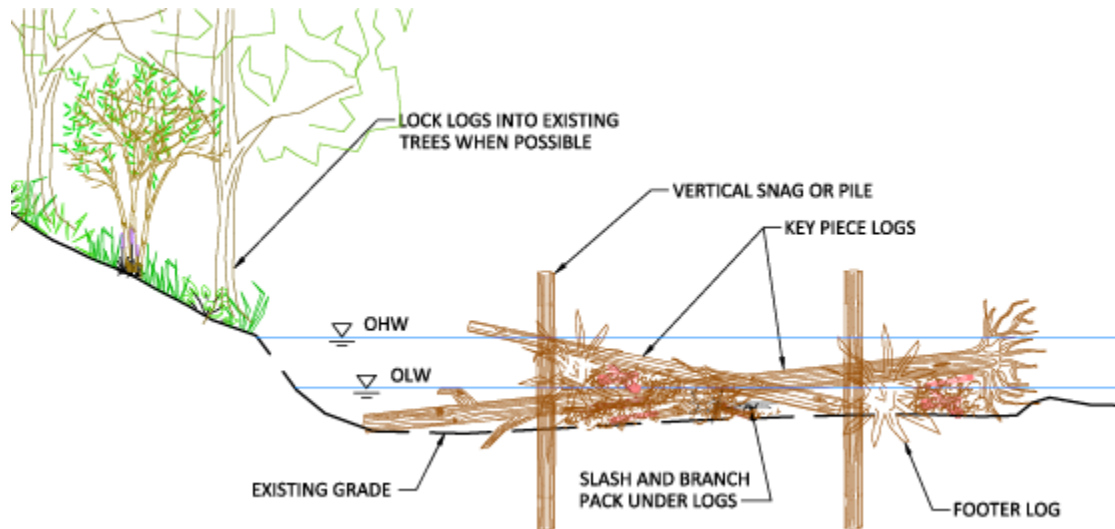 LOCK LOGS INTO EXISTING
TREES WHEN POSSIBLE
VERTICAL SNAG OR PILE
KEY PIECE LOGS
OHW
OLW
EXISTING GRADE
SLASH AND BRANCH
PACK UNDER LOGS
FOOTER LOG